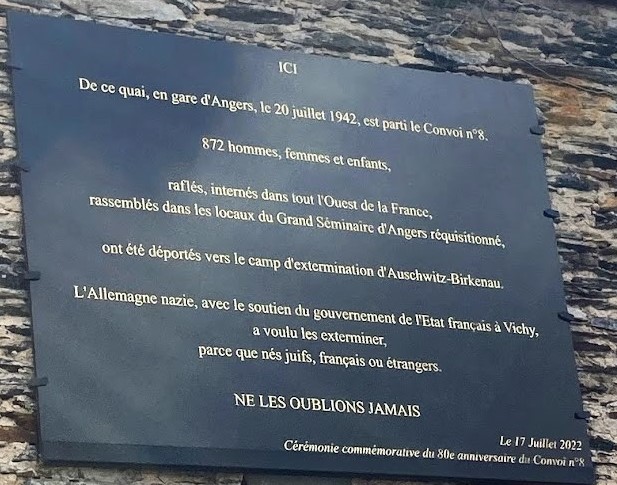 ICI
De ce quai, en gare d'Angers, le 20 juillet 1942, est parti le Convoi n°8.
872 hommes, femmes et enfants,
raflés, internés dans tout l'Ouest de la France,
rassemblés dans les locaux du Grand Séminaire d'Angers réquisitionné,
ont été déportés vers le camp d'extermination d'Auschwitz-Birkenau.
L'Allemagne nazie, avec le soutien du gouvernement de l'Etat français à Vichy,
a voulu les exterminer,
parce que nés juifs, français ou étrangers.
NE LES OUBLIONS JAMAIS
Le 17 Juillet 2022
Cérémonie commémorative du 80e anniversaire du Convoi n°8